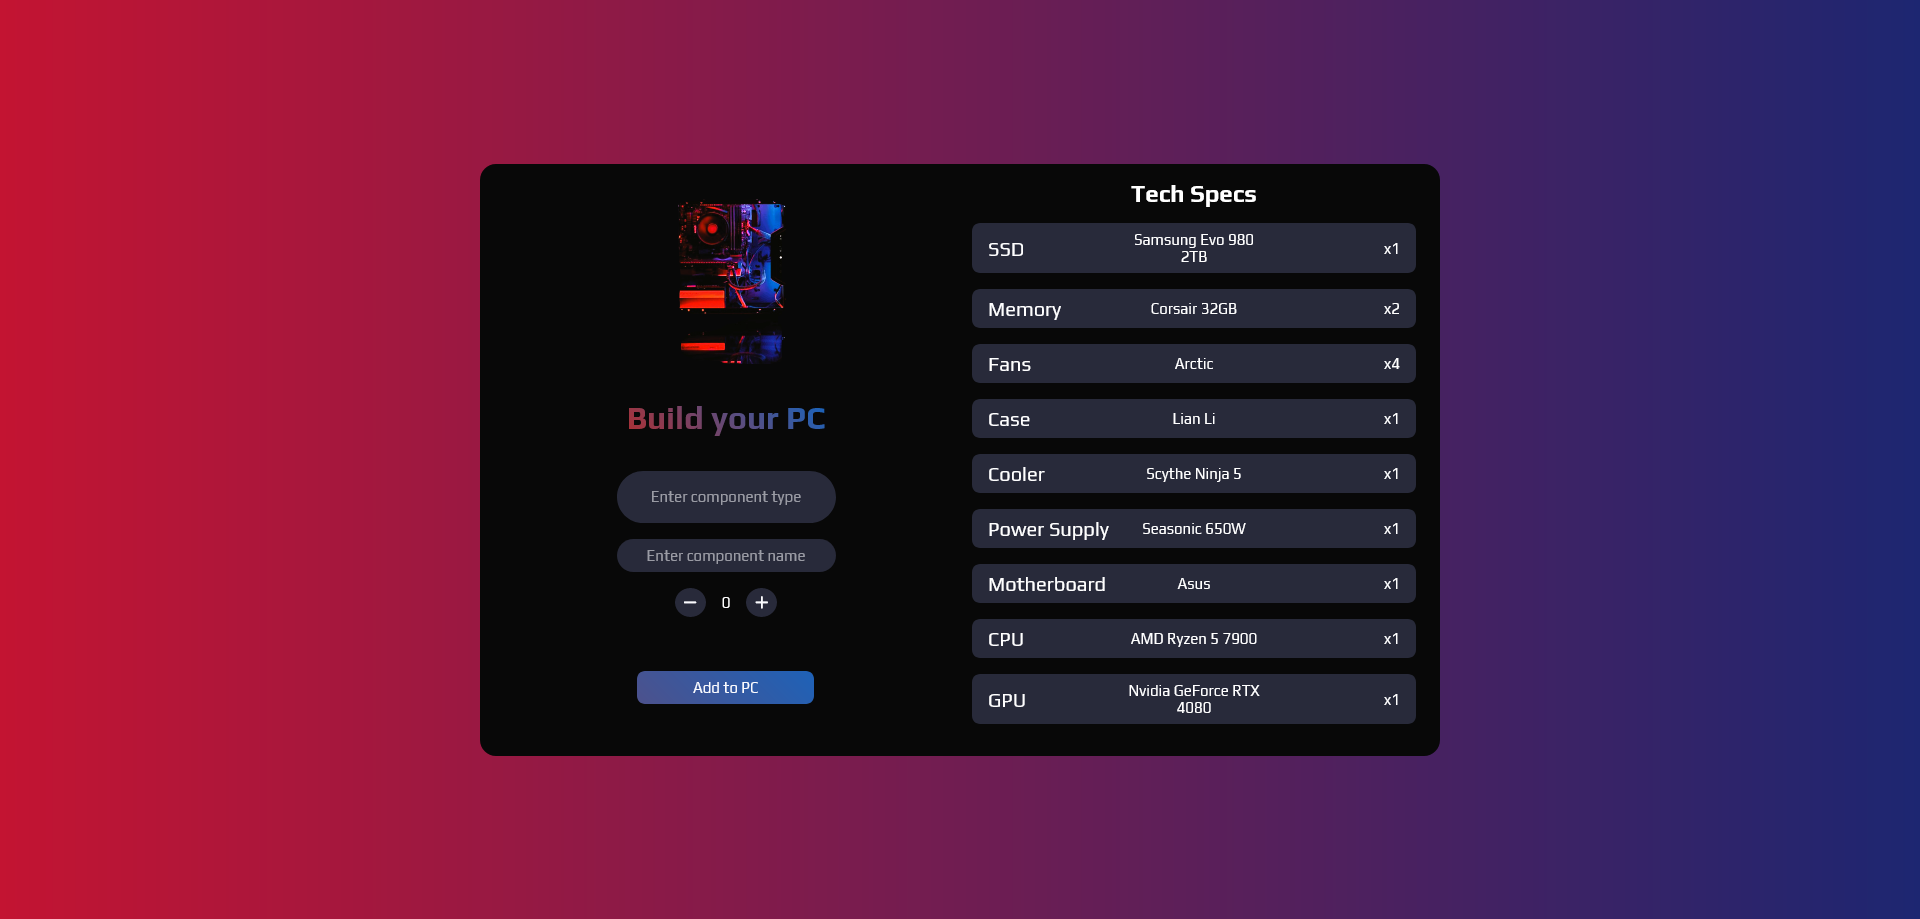 Build your PC
Enter component type
Enter component name
0
Add to PC
Tech Specs
SSD
Samsung Evo 980
2TB
x1
Memory
Corsair 32GB
x2
Fans
Arctic
x4
Case
Lian Li
x1
Cooler
Scythe Ninja 5
x1
Power Supply
Seasonic 650W
x1
Motherboard
Asus
x1
CPU
AMD Ryzen 5 7900
x1
GPU
Nvidia GeForce RTX
4080
x1